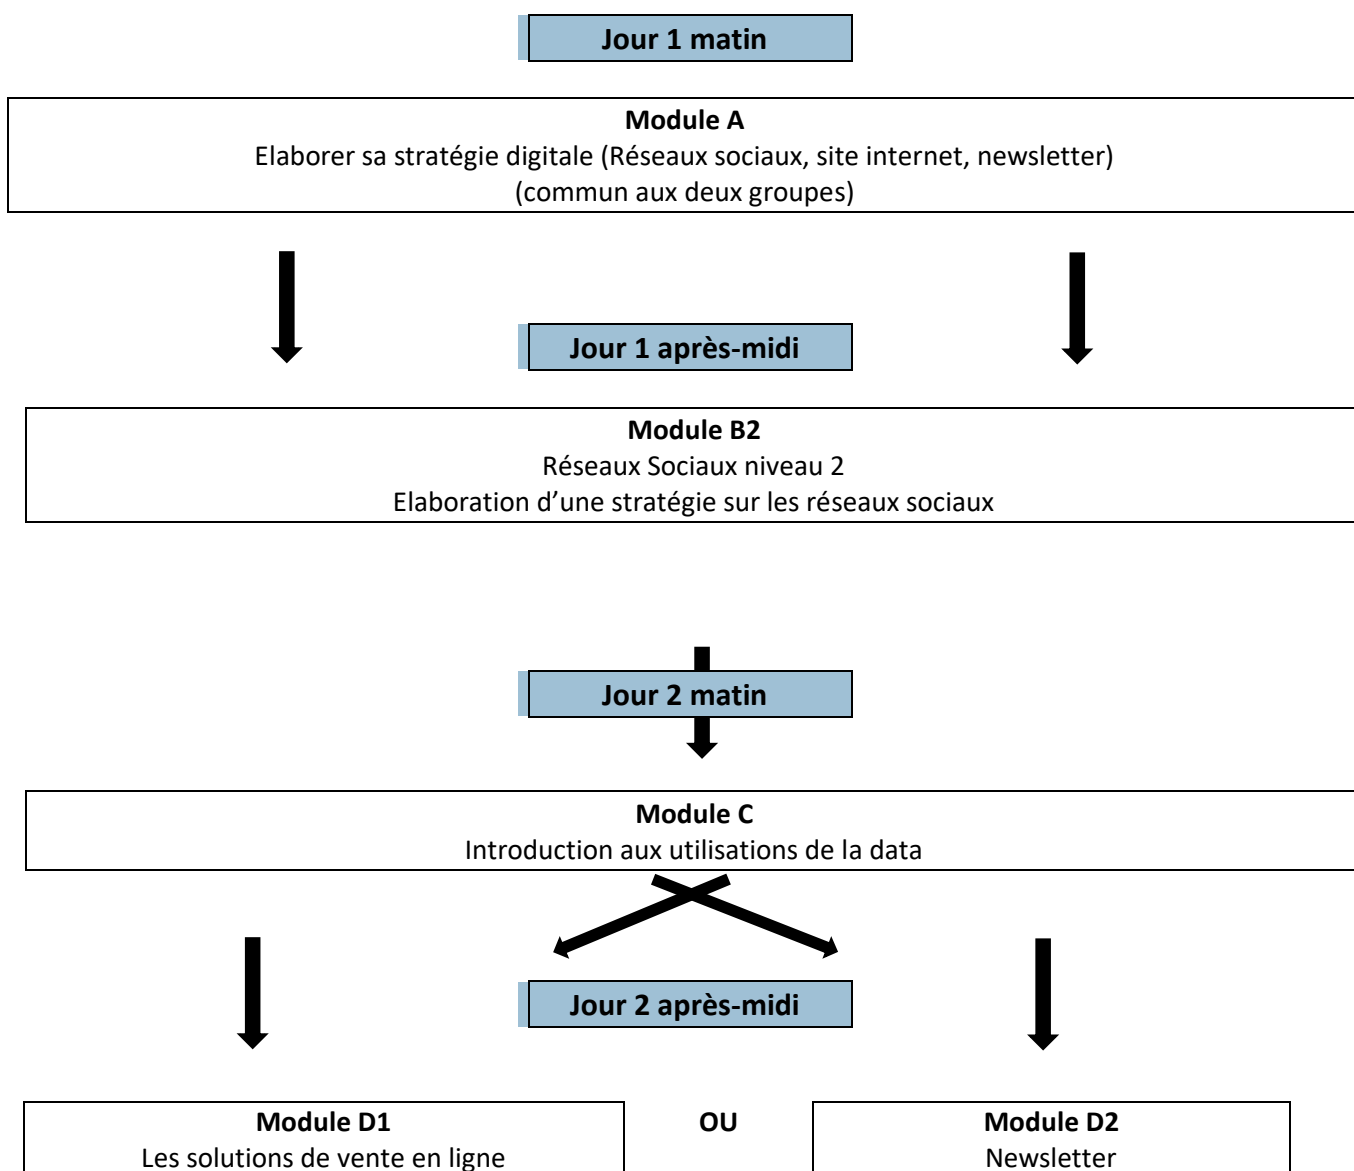 Jour 1 matin
Module A
Elaborer sa stratégie digitale (Réseaux sociaux, site internet, newsletter)
(commun aux deux groupes)
Jour 1 après-midi
Module B2
Réseaux Sociaux niveau 2
Elaboration d’une stratégie sur les réseaux sociaux
Jour 2 matin
Module C
Introduction aux utilisations de la data
Jour 2 après-midi
Module D1
Les solutions de vente en ligne
OU
Module D2
Newsletter